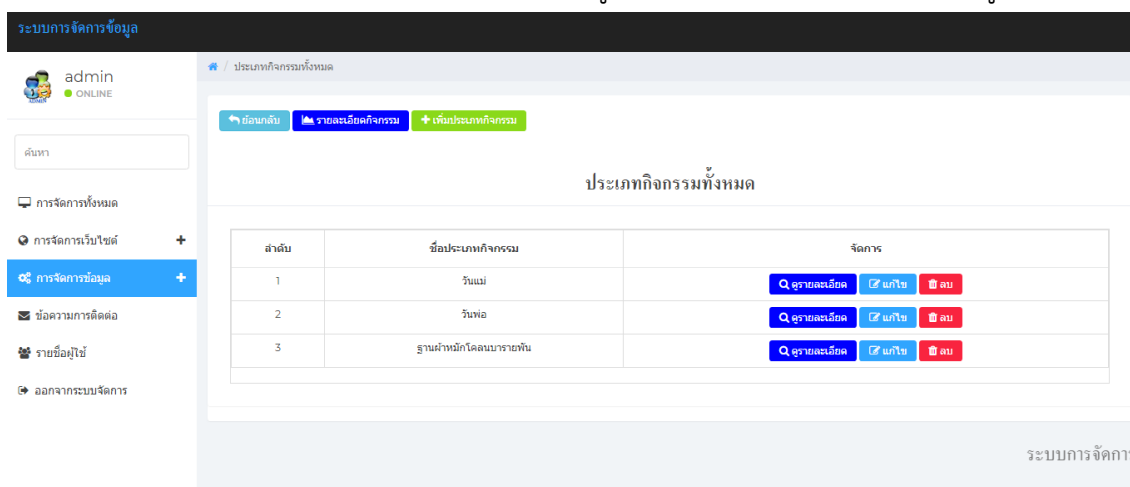 ระบบการจัดการข้อมูล
admin
ONLINE
ADMIN
ค้นหา
การจัดการทั้งหมด
การจัดการเว็บไซต์ +
การจัดการข้อมูล +
ข้อความการติดต่อ
รายชื่อผู้ใช้
ออกจากระบบจัดการ
/ ประเภทกิจกรรมทั้งหมด
ย้อนกลับ รายละเอียดกิจกรรม + เพิ่มประเภทกิจกรรม
ประเภทกิจกรรมทั้งหมด
ลำดับ ชื่อประเภทกิจกรรม จัดการ
1 วันแม่ ดูรายละเอียด แก้ไข ลบ
2 วันพ่อ ดูรายละเอียด แก้ไข ลบ
3 ฐานผ้าหมักโคลนบารายพัน ดูรายละเอียด แก้ไข ลบ
ระบบการจัดการ